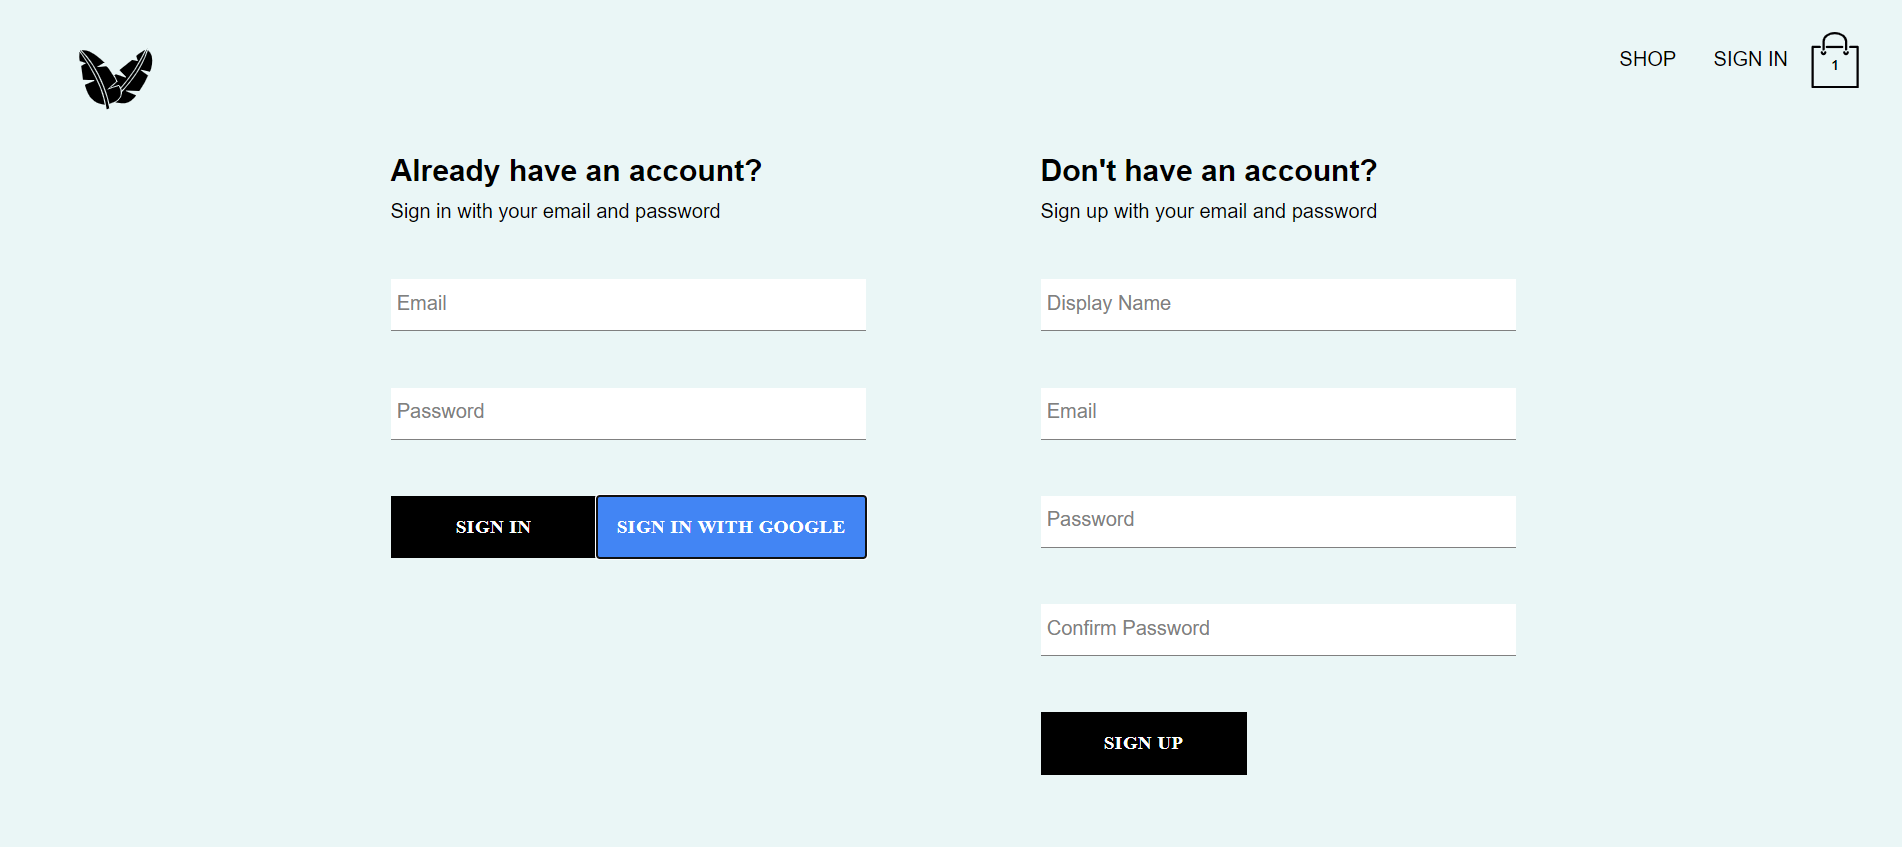 SHOP
SIGN IN
1
Already have an account?
Sign in with your email and password
Email
Password
SIGN IN
SIGN IN WITH GOOGLE
Don't have an account?
Sign up with your email and password
Display Name
Email
Password
Confirm Password
SIGN UP